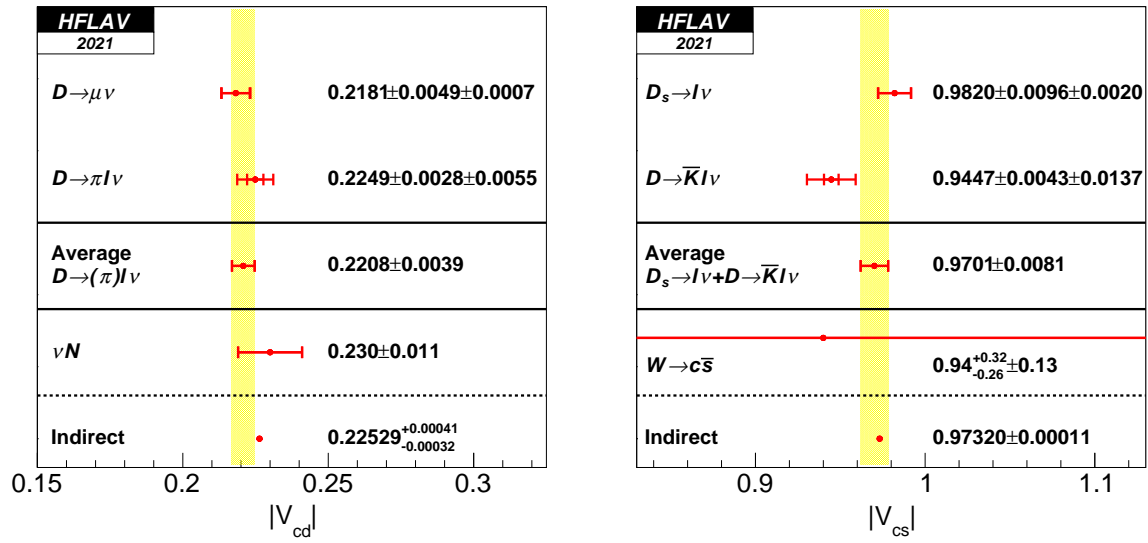 HFLAV
2021
D→μν 0.2181±0.0049±0.0007
D→πlν 0.2249±0.0028±0.0055
Average
D→(π)lν 0.2208±0.0039
νN 0.230±0.011
Indirect 0.22529+0.00041-0.00032
0.15 0.2 0.25 0.3
|Vcd|
HFLAV
2021
Ds→lν 0.9820±0.0096±0.0020
D→K̅lν 0.9447±0.0043±0.0137
Average
Ds→lν+D→K̅lν 0.9701±0.0081
W→cs̅ 0.94+0.32-0.26±0.13
Indirect 0.97320±0.00011
0.9 1 1.1
|Vcs|